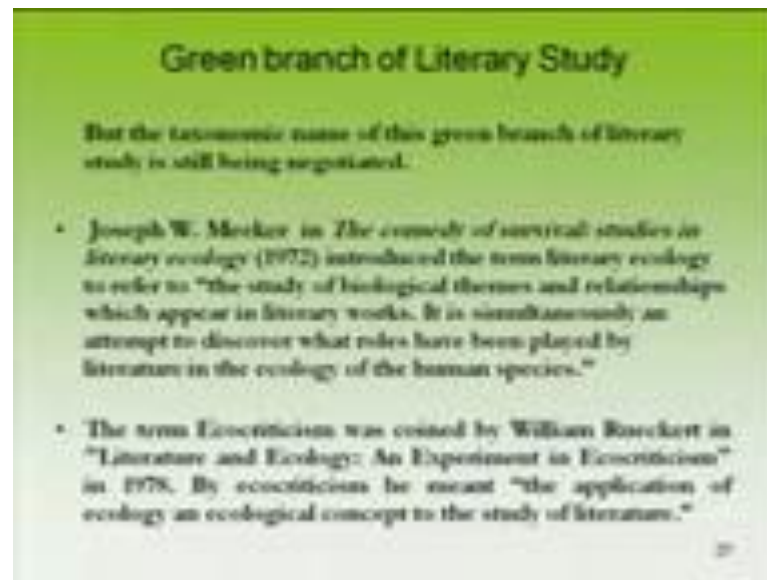 Green branch of Literary Study
But the taxonomic name of this green branch of literary
study is still being negotiated.
• Joseph W. Meeker in The comedy of survival: studies in
literary ecology (1972) introduced the term literary ecology
to refer to "the study of biological themes and relationships
which appear in literary works. It is simultaneously an
attempt to discover what roles have been played by
literature in the ecology of the human species."
• The term Ecocriticism was coined by William Rueckert in
"Literature and Ecology: An Experiment in Ecocriticism"
in 1978. By ecocriticism he meant "the application of
ecology an ecological concept to the study of literature."